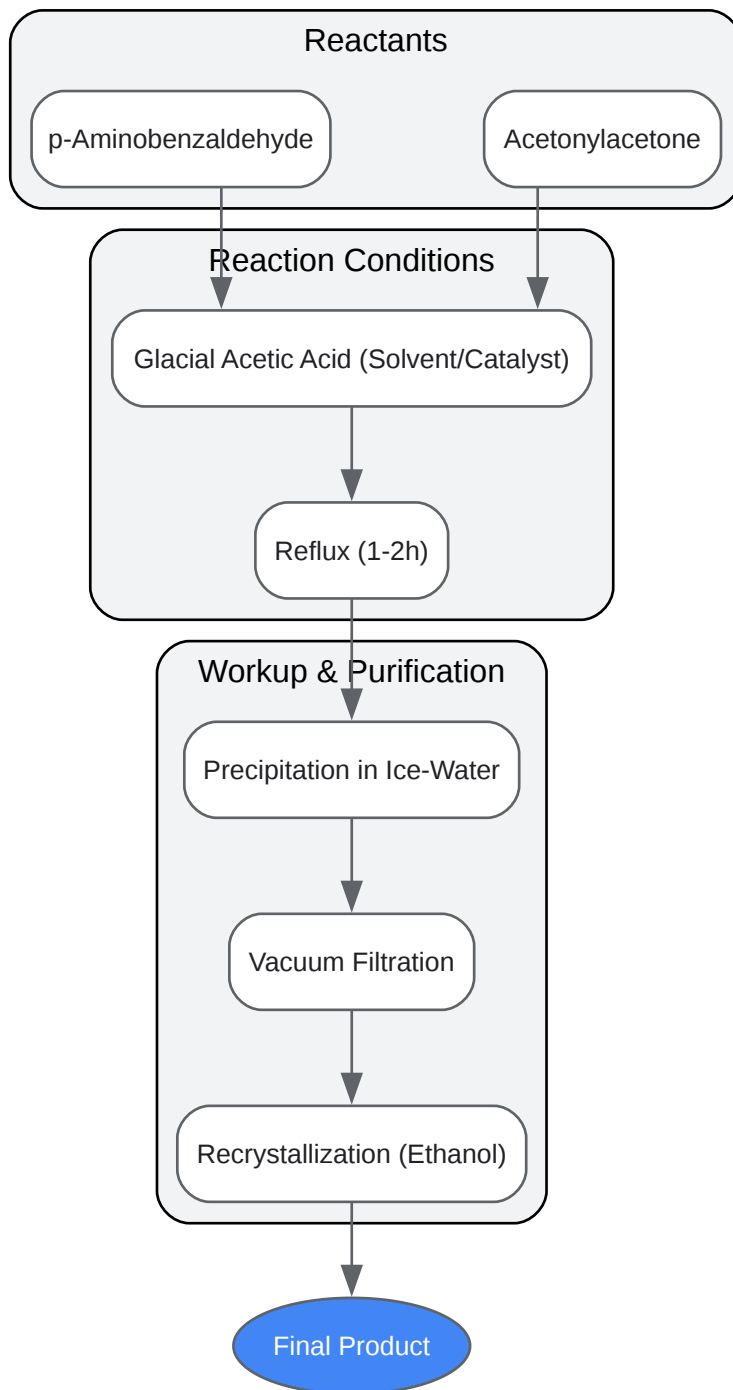 Reactants
p-Aminobenzaldehyde
Acetonylacetone
Reaction Conditions
Glacial Acetic Acid (Solvent/Catalyst)
Reflux (1-2h)
Workup & Purification
Precipitation in Ice-Water
Vacuum Filtration
Recrystallization (Ethanol)
Final Product